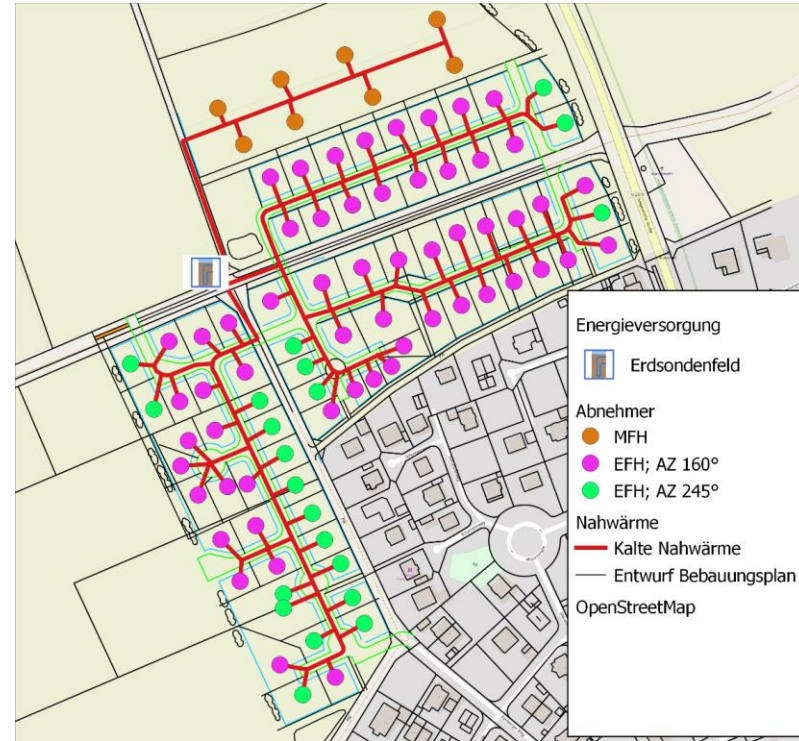 Energieversorgung
Erdsondenfeld
Abnehmer
MFH
EFH; AZ 160°
EFH; AZ 245°
Nahwärme
Kalte Nahwärme
Entwurf Bebauungsplan
OpenStreetMap